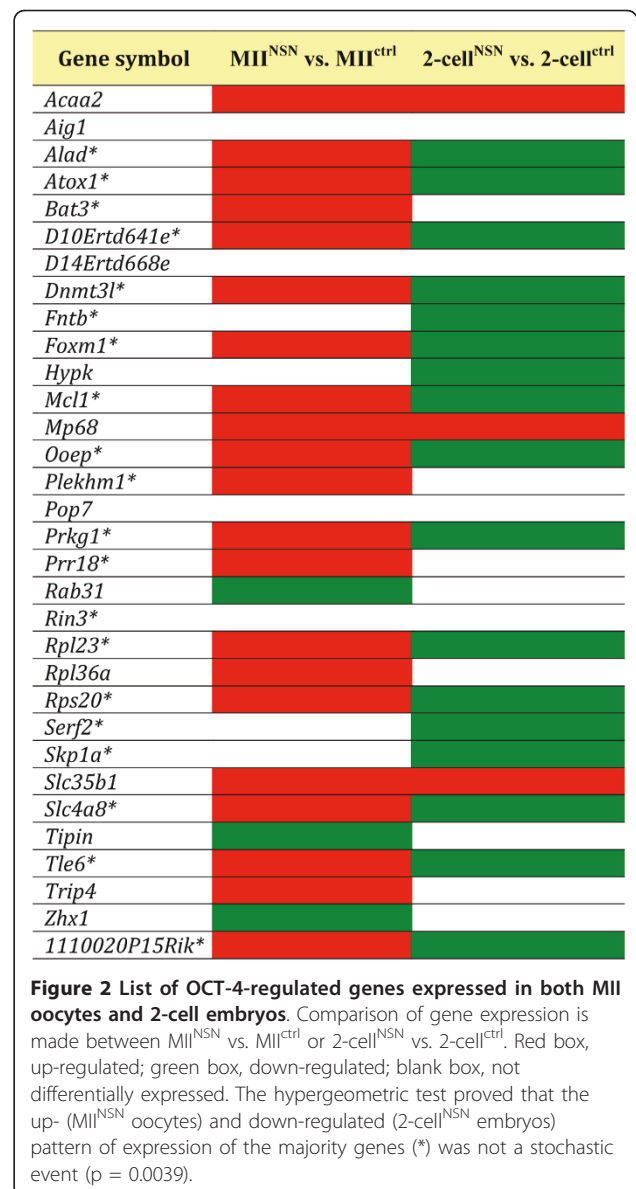 Gene symbol MII^NSN vs. MII^ctrl 2-cell^NSN vs. 2-cell^ctrl
Acaa2
Aig1
Alad*
Atox1*
Bat3*
D10Ertd641e*
D14Ertd668e
Dnmt3l*
Fntb*
Foxm1*
Hypk
Mcl1*
Mp68
Ooep*
Plekhm1*
Pop7
Prkg1*
Prr18*
Rab31
Rin3*
Rpl23*
Rpl36a
Rps20*
Serf2*
Skp1a*
Slc35b1
Slc4a8*
Tipin
Tle6*
Trip4
Zhx1
1110020P15Rik*
Figure 2 List of OCT-4-regulated genes expressed in both MII
oocytes and 2-cell embryos. Comparison of gene expression is
made between MII^NSN vs. MII^ctrl or 2-cell^NSN vs. 2-cell^ctrl. Red box,
up-regulated; green box, down-regulated; blank box, not
differentially expressed. The hypergeometric test proved that the
up- (MII^NSN oocytes) and down-regulated (2-cell^NSN embryos)
pattern of expression of the majority genes (*) was not a stochastic
event (p = 0.0039).